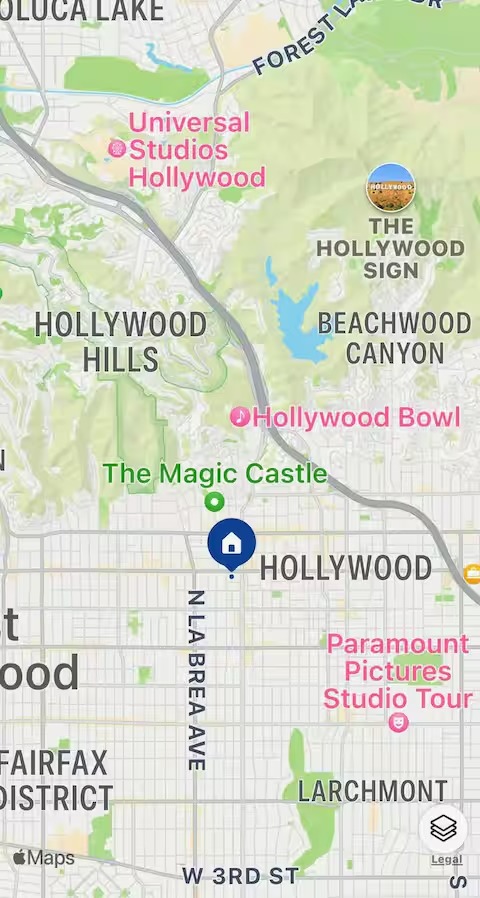 OLUCA LAKE
FOREST LA
DR
Universal
Studios
Hollywood
HOLLYWOOD
THE
HOLLYWOOD
SIGN
HOLLYWOOD
HILLS
BEACHWOOD
CANYON
Hollywood Bowl
N
The Magic Castle
HOLLYWOOD
N LA BREA AVE
t
ood
Paramount
Pictures
Studio Tour
FAIRFAX
DISTRICT
LARCHMONT
Maps
Legal
W 3RD ST
S